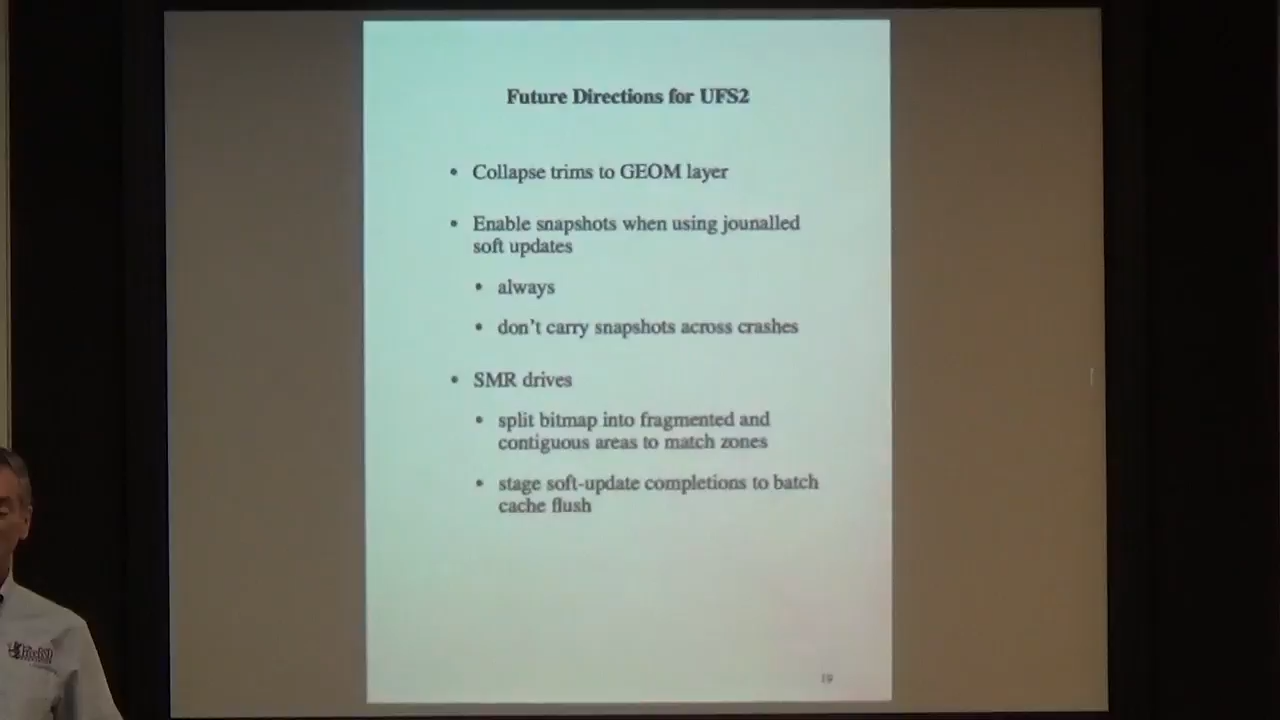 Future Directions for UFS2
• Collapse trims to GEOM layer
• Enable snapshots when using jounalled
soft updates
• always
• don't carry snapshots across crashes
• SMR drives
• split bitmap into fragmented and
contiguous areas to match zones
• stage soft-update completions to batch
cache flush
19